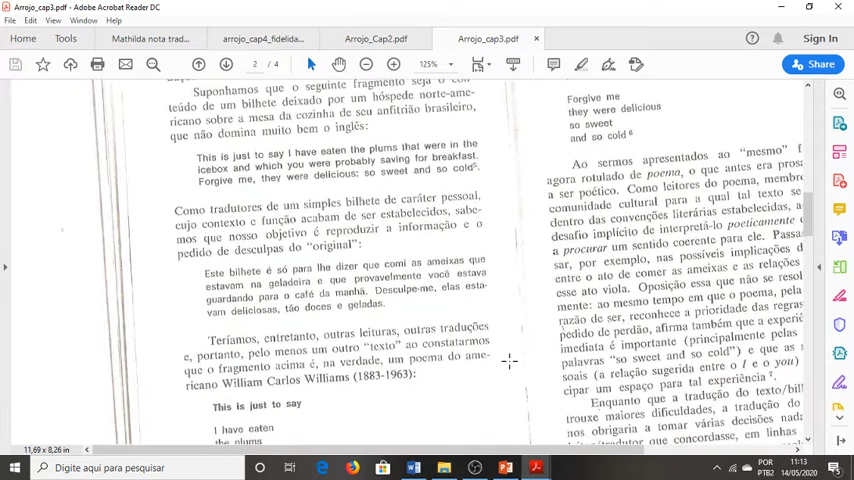 Arrojo_cap3.pdf - Adobe Acrobat Reader DC
File Edit View Window Help
Home Tools Mathilda nota trad... arrojo_cap4_fidelida... Arrojo_Cap2.pdf Arrojo_cap3.pdf × Sign In
2 / 4 125% Share
Suponhamos que o seguinte fragmento seja o con-
teúdo de um bilhete deixado por um hóspede norte-ame-
ricano sobre a mesa da cozinha de seu anfitrião brasileiro,
que não domina muito bem o inglês:
This is just to say I have eaten the plums that were in the
icebox and which you were probably saving for breakfast.
Forgive me, they were delicious: so sweet and so cold⁵.
Como tradutores de um simples bilhete de caráter pessoal,
cujo contexto e função acabam de ser estabelecidos, sabe-
mos que nosso objetivo é reproduzir a informação e o
pedido de desculpas do “original”:
Este bilhete é só para lhe dizer que comi as ameixas que
estavam na geladeira e que provavelmente você estava
guardando para o café da manhã. Desculpe-me, elas esta-
vam deliciosas, tão doces e geladas.
Teríamos, entretanto, outras leituras, outras traduções
e, portanto, pelo menos um outro “texto” ao constatarmos
que o fragmento acima é, na verdade, um poema do ame-
ricano William Carlos Williams (1883-1963):
This is just to say
I have eaten
the plums
Forgive me
they were delicious
so sweet
and so cold ⁶
Ao sermos apresentados ao “mesmo” f
agora rotulado de poema, o que antes era prosa
a ser poético. Como leitores do poema, membro
comunidade cultural para a qual tal texto se
dentro das convenções literárias estabelecidas, a
desafio implícito de interpretá-lo poeticamente
a procurar um sentido coerente para ele. Passa
sar, por exemplo, nas possíveis implicações d
entre o ato de comer as ameixas e as relações
esse ato viola. Oposição essa que não se resol
mente: ao mesmo tempo em que o poema, pela
razão de ser, reconhece a prioridade das regras
pedido de perdão, afirma também que a experiê
imediata é importante (principalmente pelas
palavras “so sweet and so cold”) e que as
soais (a relação sugerida entre o I e o you)
cipar um espaço para tal experiência ⁷.
Enquanto que a tradução do texto/bil
trouxe maiores dificuldades, a tradução do
nos obrigaria a tomar várias decisões nada
leitor/tradutor que concordasse, em linhas
11,69 x 8,26 in
Digite aqui para pesquisar
POR 11:13
PTB2 14/05/2020